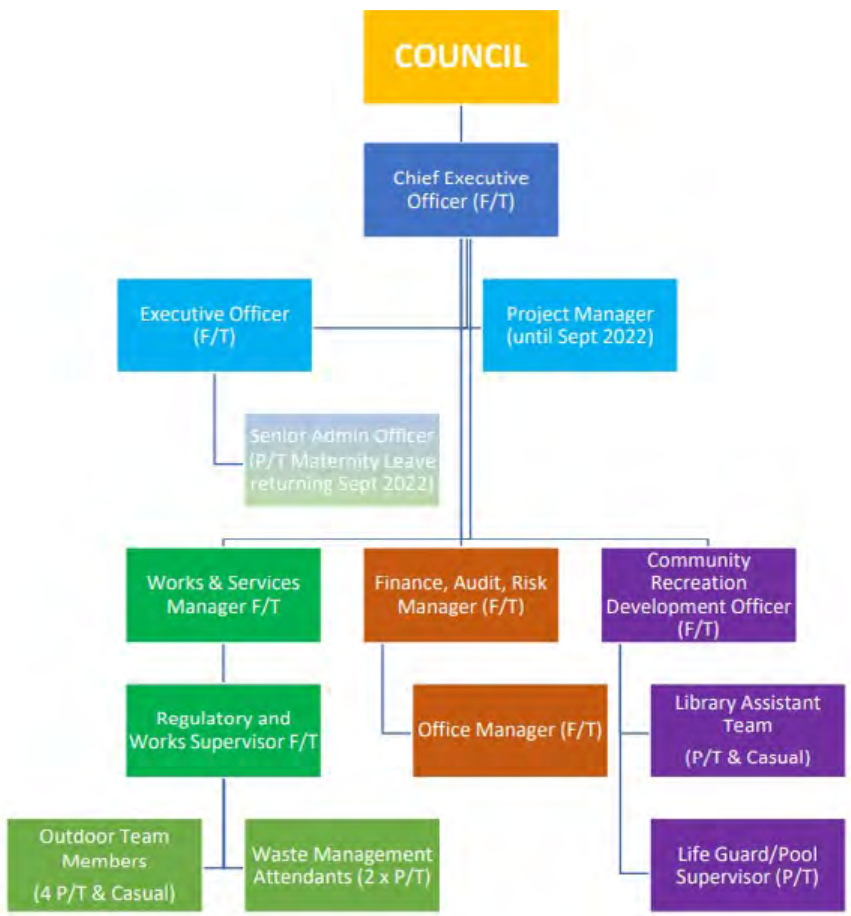 COUNCIL
Chief Executive
Officer (F/T)
Executive Officer
(F/T)
Project Manager
(until Sept 2022)
Senior Admin Officer
(P/T Maternity Leave
returning Sept 2022)
Works & Services
Manager F/T
Finance, Audit, Risk
Manager (F/T)
Community
Recreation
Development Officer
(F/T)
Regulatory and
Works Supervisor F/T
Office Manager (F/T)
Library Assistant
Team
(P/T & Casual)
Outdoor Team
Members
(4 P/T & Casual)
Waste Management
Attendants (2 x P/T)
Life Guard/Pool
Supervisor (P/T)